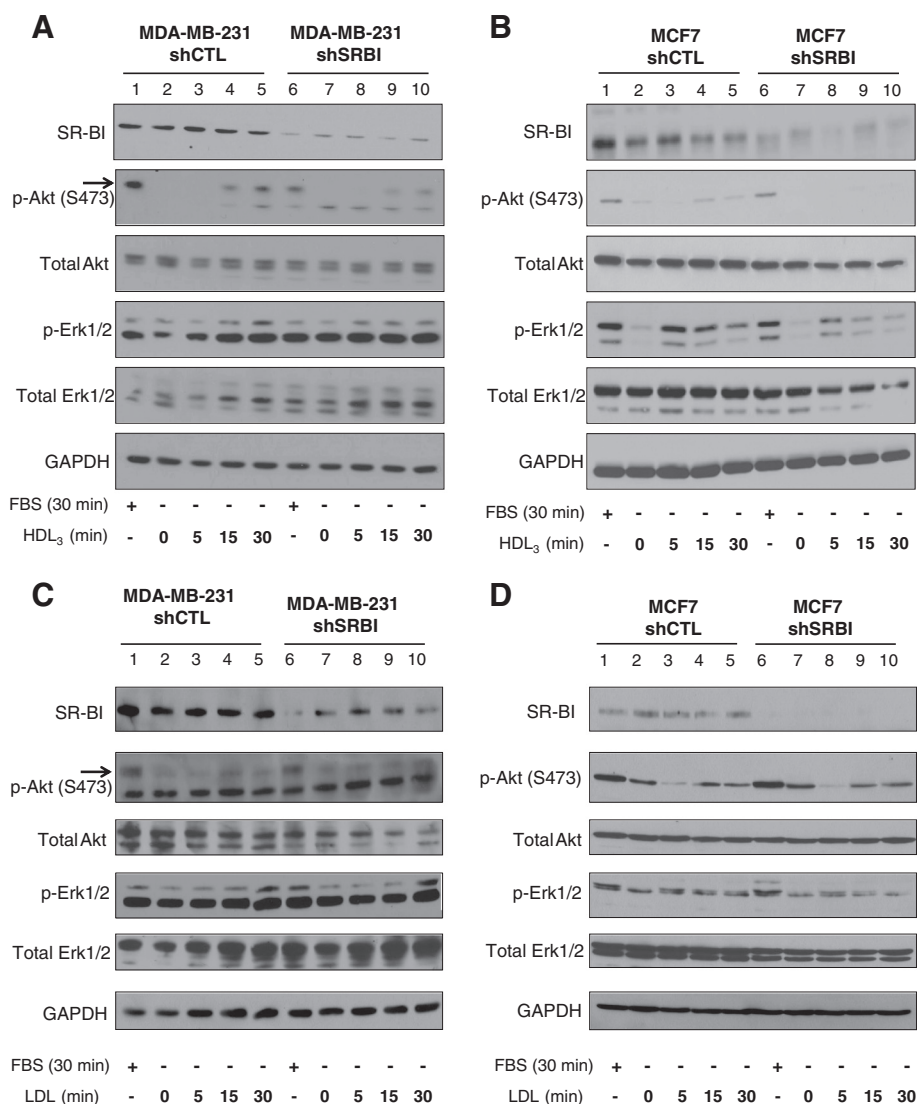 A
MDA-MB-231 shCTL
MDA-MB-231 shSRBI
1 2 3 4 5 6 7 8 9 10
SR-BI
p-Akt (S473)
Total Akt
p-Erk1/2
Total Erk1/2
GAPDH
FBS (30 min) + - - - - + - - - -
HDL3 (min) - 0 5 15 30 - 0 5 15 30
B
MCF7 shCTL
MCF7 shSRBI
1 2 3 4 5 6 7 8 9 10
SR-BI
p-Akt (S473)
Total Akt
p-Erk1/2
Total Erk1/2
GAPDH
FBS (30 min) + - - - - + - - - -
HDL3 (min) - 0 5 15 30 - 0 5 15 30
C
MDA-MB-231 shCTL
MDA-MB-231 shSRBI
1 2 3 4 5 6 7 8 9 10
SR-BI
p-Akt (S473)
Total Akt
p-Erk1/2
Total Erk1/2
GAPDH
FBS (30 min) + - - - - + - - - -
LDL (min) - 0 5 15 30 - 0 5 15 30
D
MCF7 shCTL
MCF7 shSRBI
1 2 3 4 5 6 7 8 9 10
SR-BI
p-Akt (S473)
Total Akt
p-Erk1/2
Total Erk1/2
GAPDH
FBS (30 min) + - - - - + - - - -
LDL (min) - 0 5 15 30 - 0 5 15 30